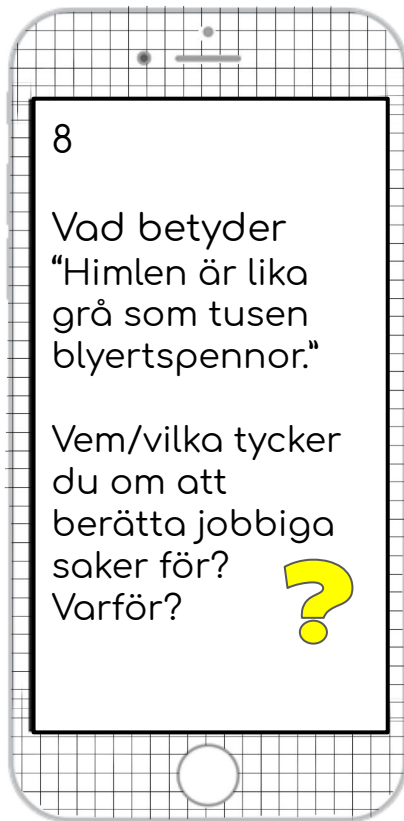 8
Vad betyder
“Himlen är lika
grå som tusen
blyertspennor.”
Vem/vilka tycker
du om att
berätta jobbiga
saker för?
Varför?
?